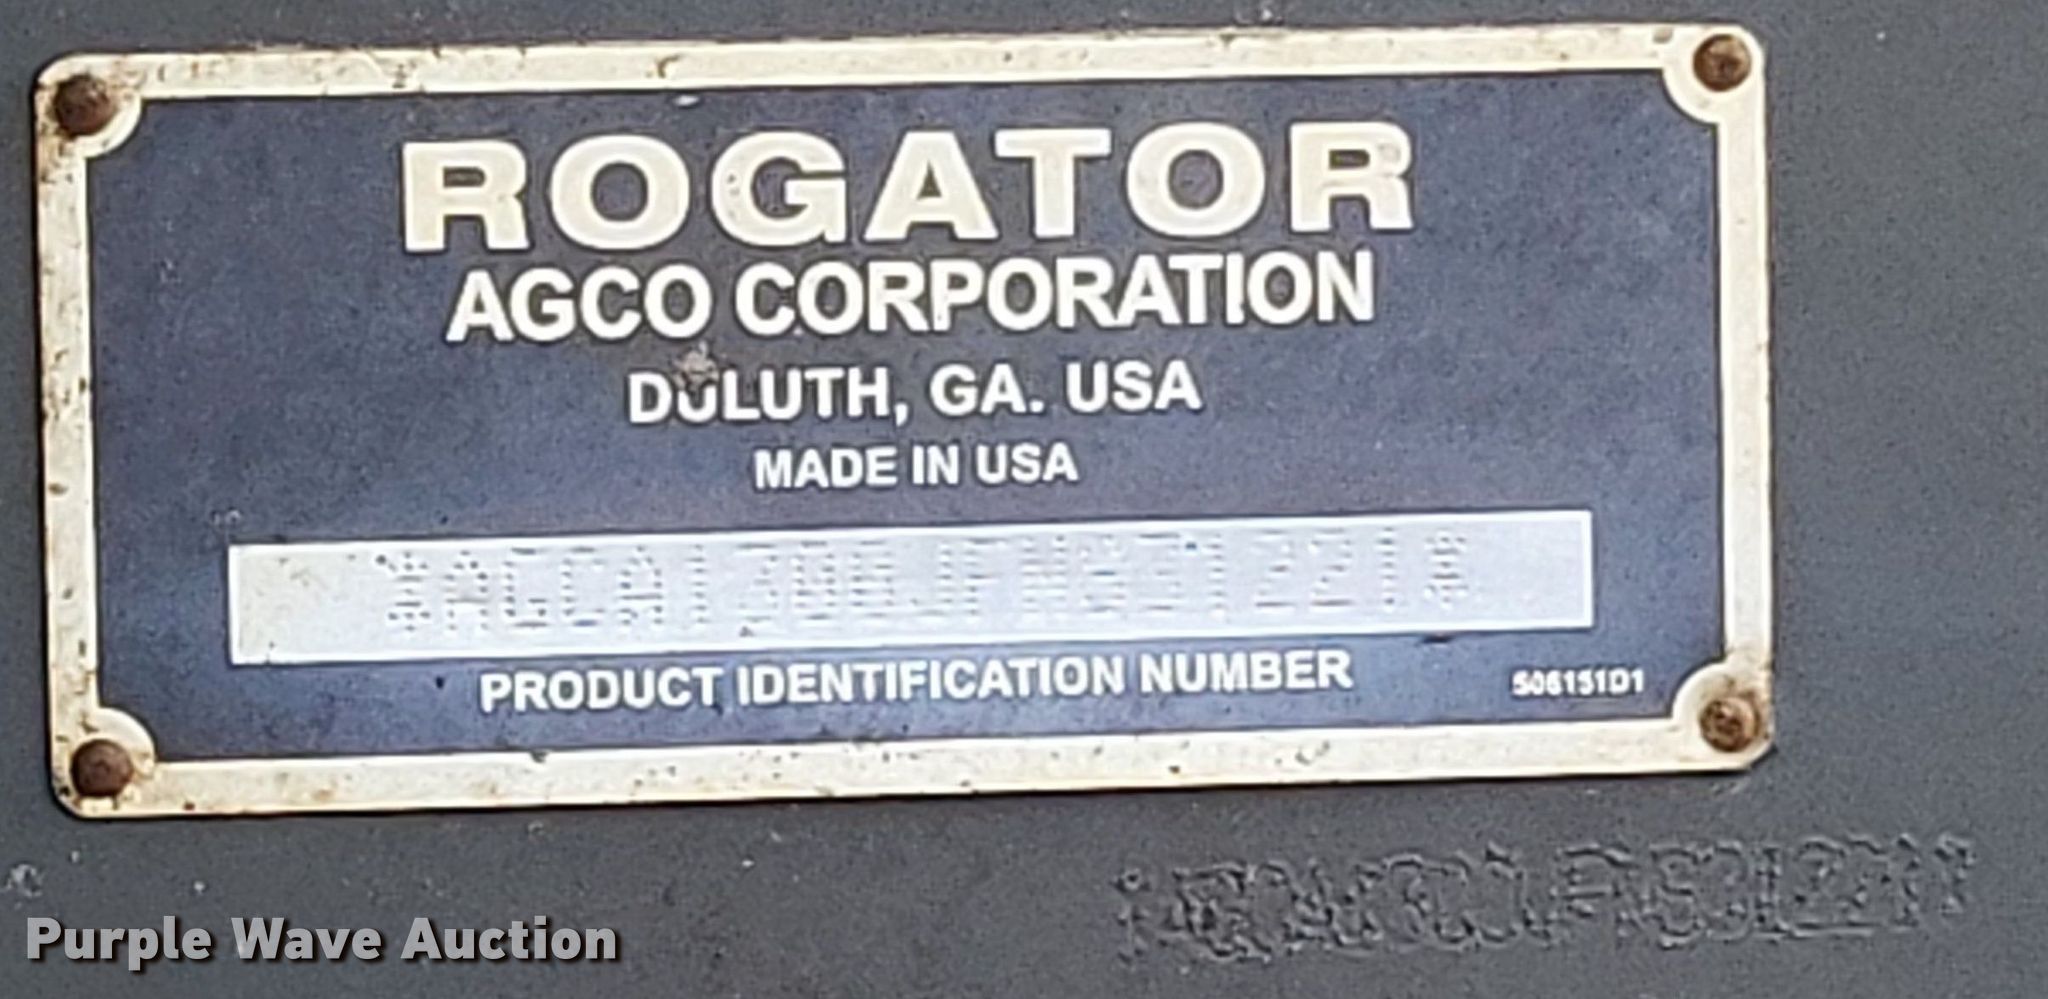 ROGATOR
AGCO CORPORATION
DULUTH, GA. USA
MADE IN USA
PRODUCT IDENTIFICATION NUMBER
506151D1
Purple Wave Auction